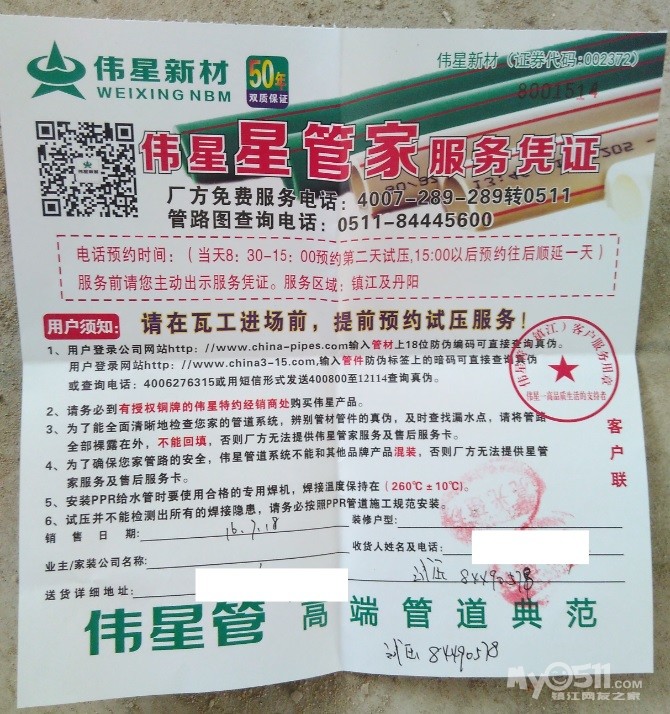 伟星新材
WEIXING NBM
50年
双质保证
伟星新材（证券代码:002372）
8001514
伟星星管家服务凭证
厂方免费服务电话：4007-289-289转0511
管路图查询电话：0511-84445600
电话预约时间：（当天8：30-15：00预约第二天试压,15:00以后预约往后顺延一天）
服务前请您主动出示服务凭证。服务区域：镇江及丹阳
用户须知：
请在瓦工进场前，提前预约试压服务！
1、用户登录公司网站http：//www.china-pipes.com输入管材上18位防伪编码可直接查询真伪
用户登录网站http：//www.china3-15.com,输入管件防伪标签上的暗码可直接查询真伪
或查询电话：4006276315或用短信形式发送400800至12114查询真伪。
2、请务必到有授权铜牌的伟星特约经销商处购买伟星产品。
3、为了能全面清晰地检查您家的管道系统，辨别管材管件的真伪，及时查找漏水点，请将管路
全部裸露在外，不能回填，否则厂方无法提供伟星管家服务及售后服务卡。
4、为了确保您家管路的安全，伟星管道系统不能和其他品牌产品混装，否则厂方无法提供星管
家服务及售后服务卡。
5、安装PPR给水管时要使用合格的专用焊机，焊接温度保持在（260℃±10℃)。
6、试压并不能检测出所有的焊接隐患，请务必按照PPR管道施工规范安装。
客户联
销售日期：16.7.18
装修户型：
业主/家装公司名称：
收货人姓名及电话：
送货详细地址：
试压 84490578
伟星管 高端管道典范
试压 84490578
My0511.COM
镇江网友之家